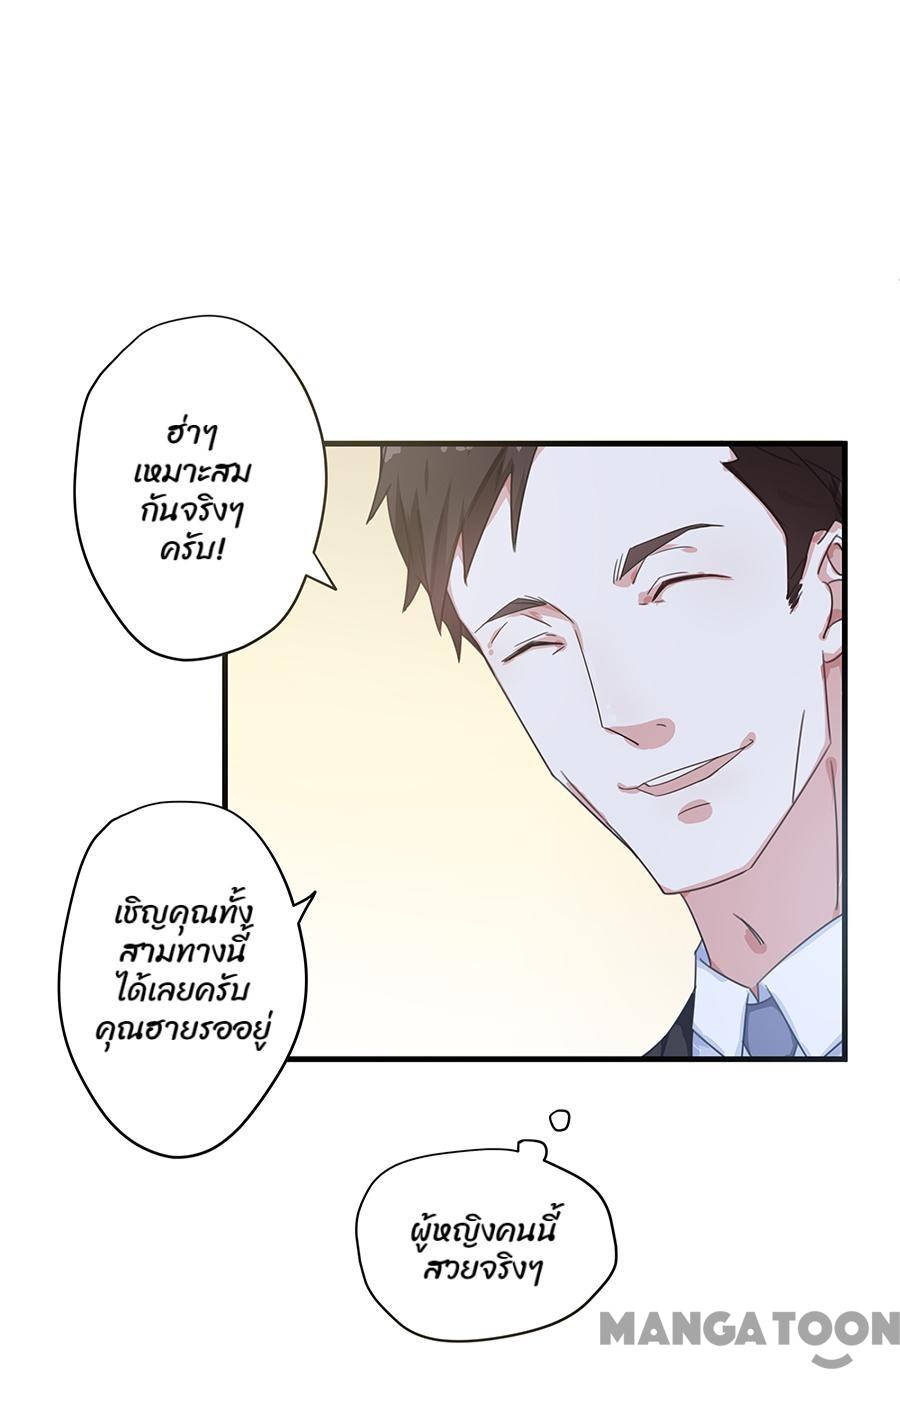 ฮ่าๆ
เหมาะสม
กันจริงๆ
ครับ!
เชิญคุณทั้ง
สามทางนี้
ได้เลยครับ
คุณฮายรออยู่
ผู้หญิงคนนี้
สวยจริงๆ
MANGATOON